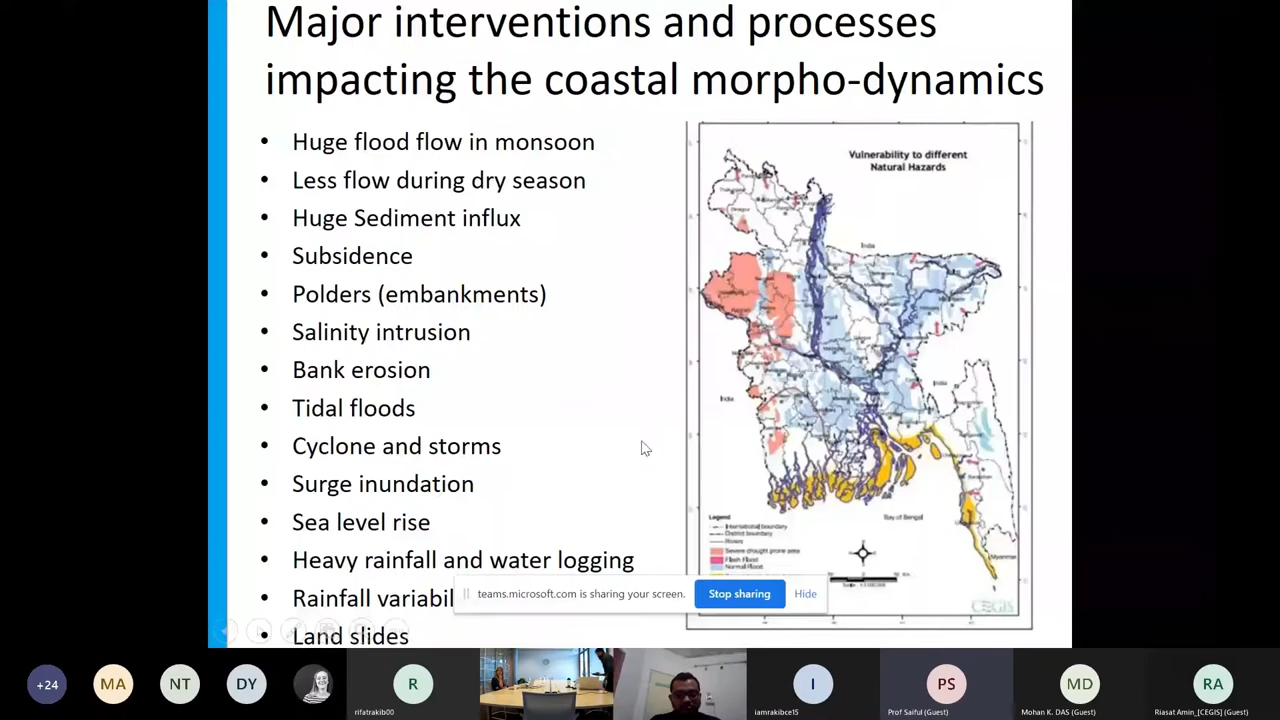 Major interventions and processes
impacting the coastal morpho-dynamics
• Huge flood flow in monsoon
• Less flow during dry season
• Huge Sediment influx
• Subsidence
• Polders (embankments)
• Salinity intrusion
• Bank erosion
• Tidal floods
• Cyclone and storms
• Surge inundation
• Sea level rise
• Heavy rainfall and water logging
• Rainfall variabil
• Land slides
Vulnerability to different
Natural Hazards
India
India
India
Bay of Bengal
Myanmar
Legend
International boundary
District boundary
Rivers
Severe drought prone area
Flash Flood
Normal Flood
CEGIS
teams.microsoft.com is sharing your screen.
Stop sharing
Hide
+24
MA
NT
DY
R
I
PS
MD
RA
rifatrakib00
iamrakibce15
Prof Saiful (Guest)
Mohan K. DAS (Guest)
Riasat Amin_[CEGIS] (Guest)